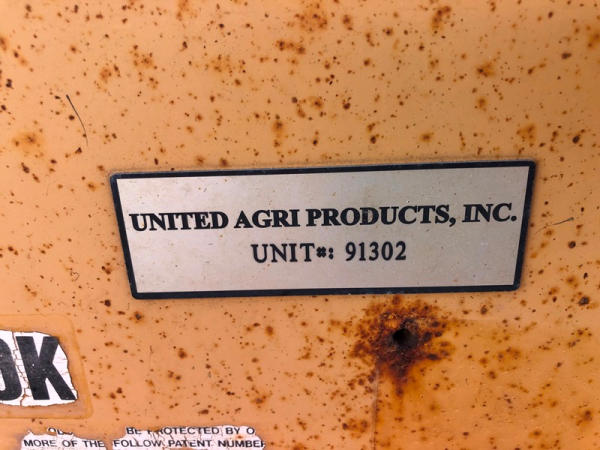 UNITED AGRI PRODUCTS, INC.
UNIT#: 91302
OK
BE PROTECTED BY O
MORE OF THE FOLLOW. PATENT NUMBER